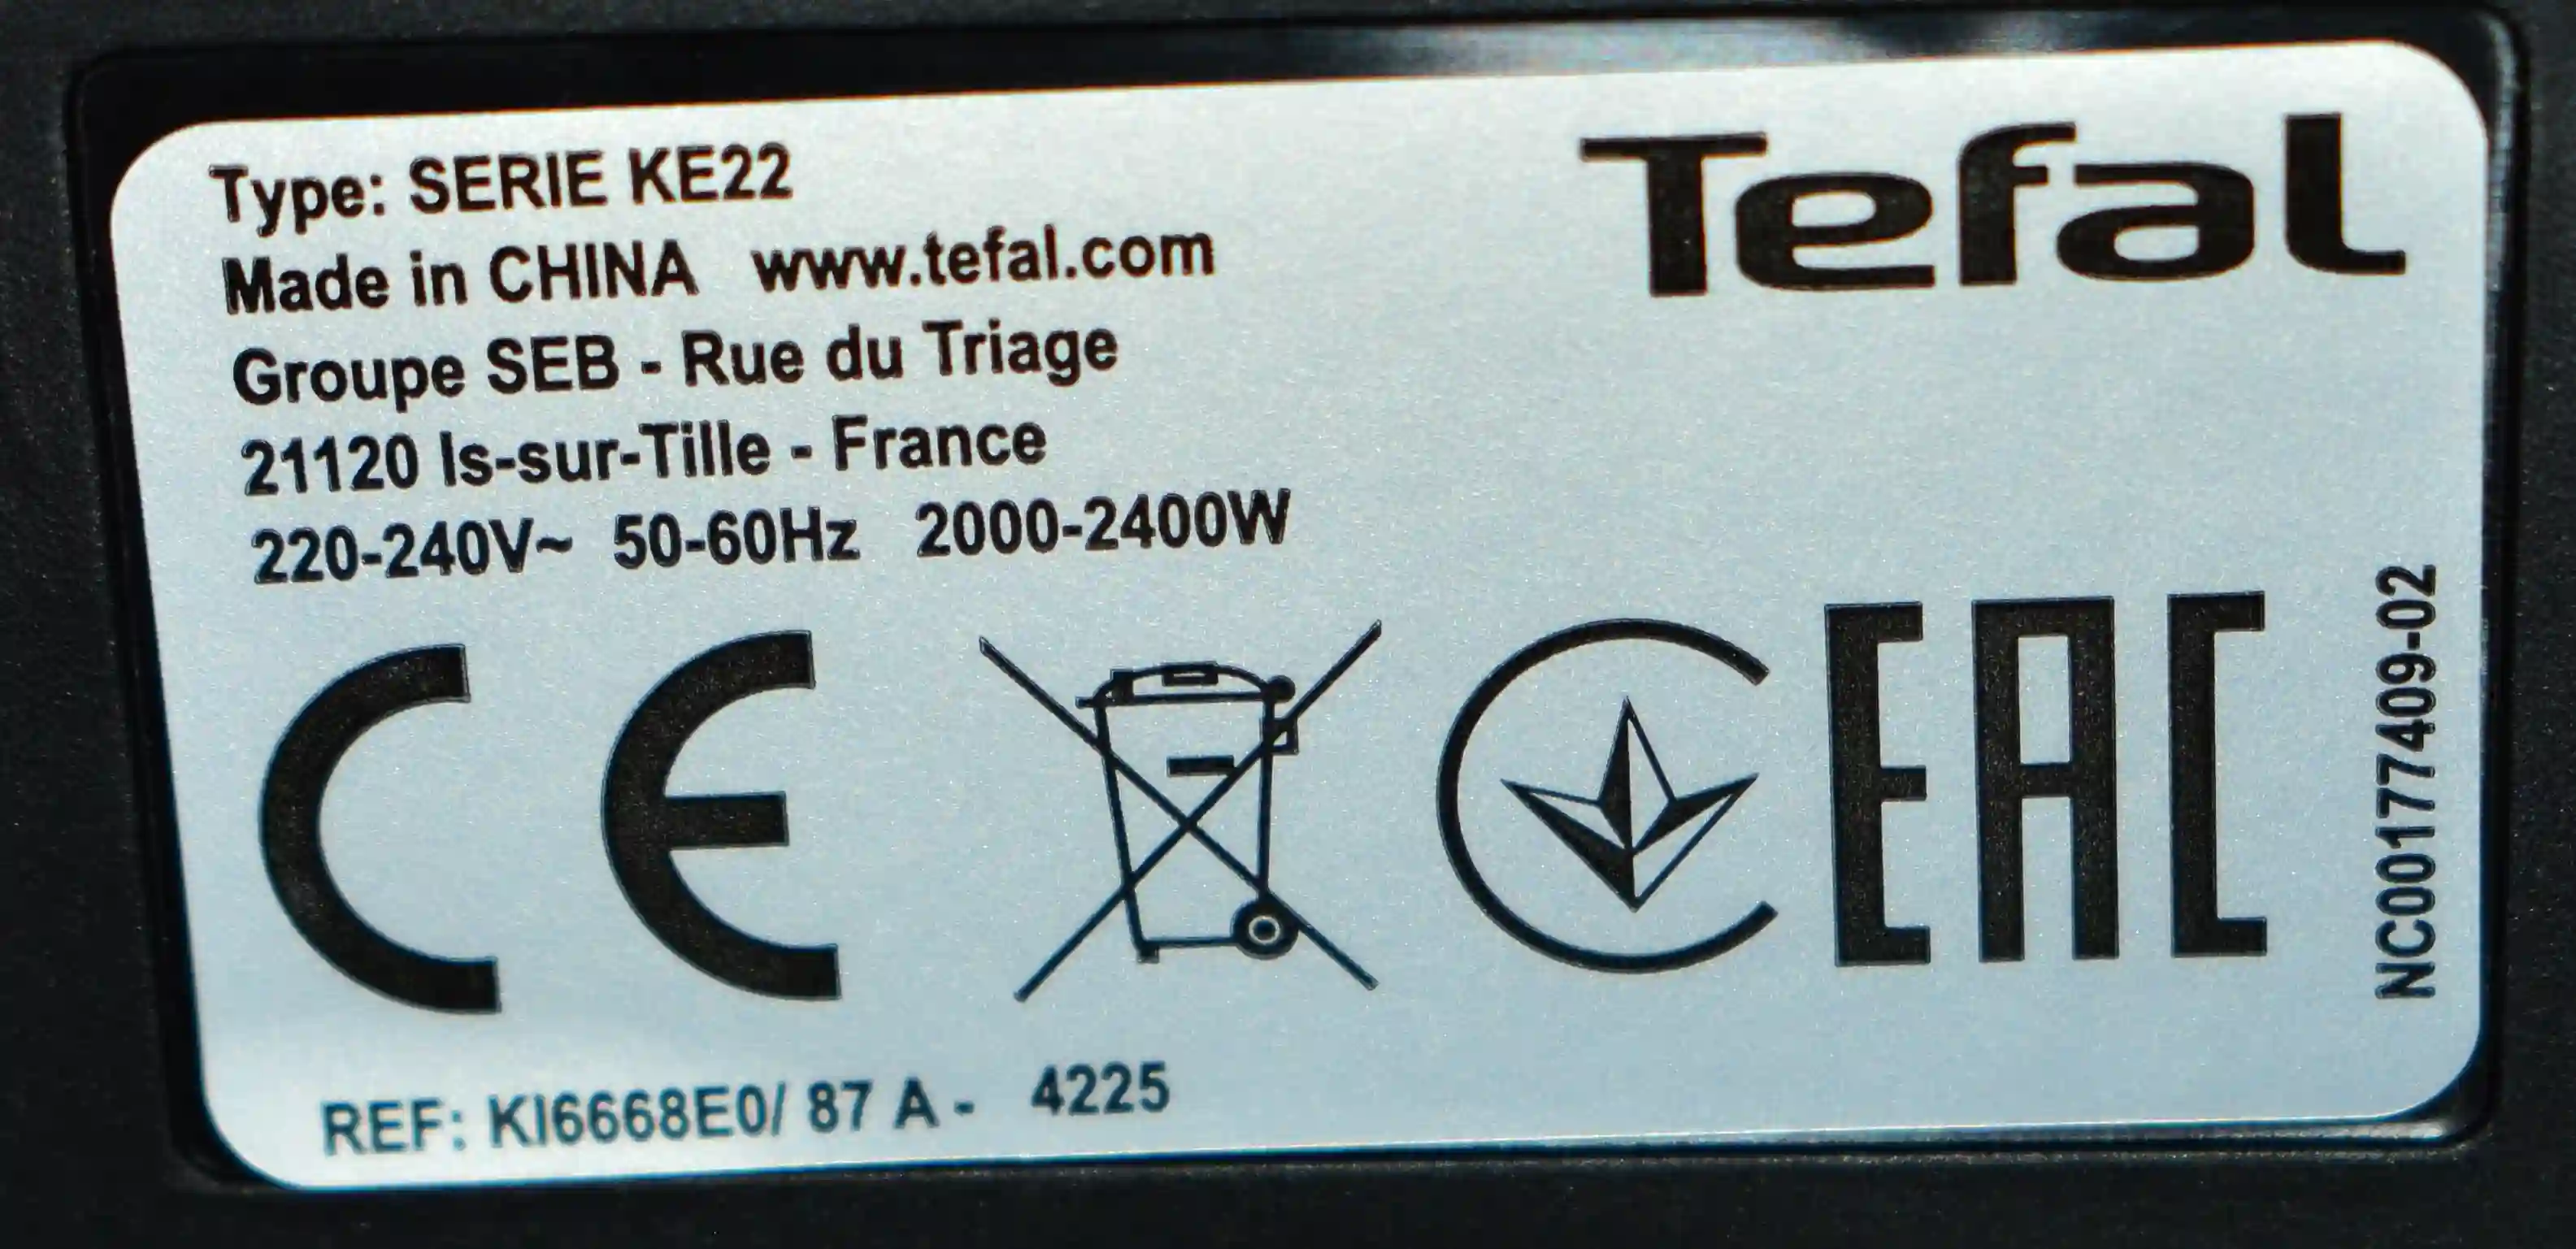 Tefal
Type: SERIE KE22
Made in CHINA www.tefal.com
Groupe SEB - Rue du Triage
21120 Is-sur-Tille - France
220-240V~ 50-60Hz 2000-2400W
CE
EAC
NC00177409-02
REF: KI6668E0/ 87 A - 4225